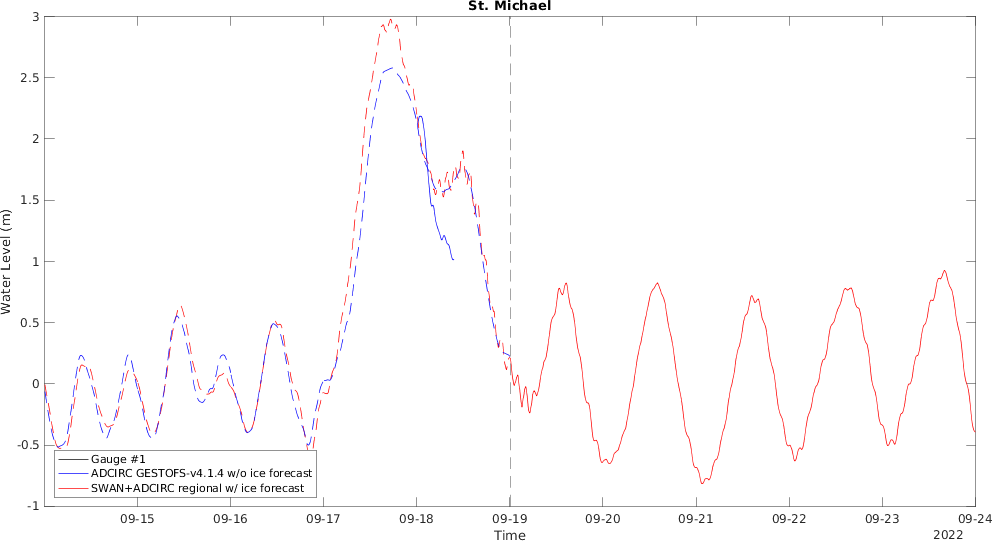 St. Michael
3
2.5
2
1.5
1
0.5
0
-0.5
-1
Water Level (m)
Gauge #1
ADCIRC GESTOFS-v4.1.4 w/o ice forecast
SWAN+ADCIRC regional w/ ice forecast
09-15 09-16 09-17 09-18 09-19 09-20 09-21 09-22 09-23 09-24
Time
2022